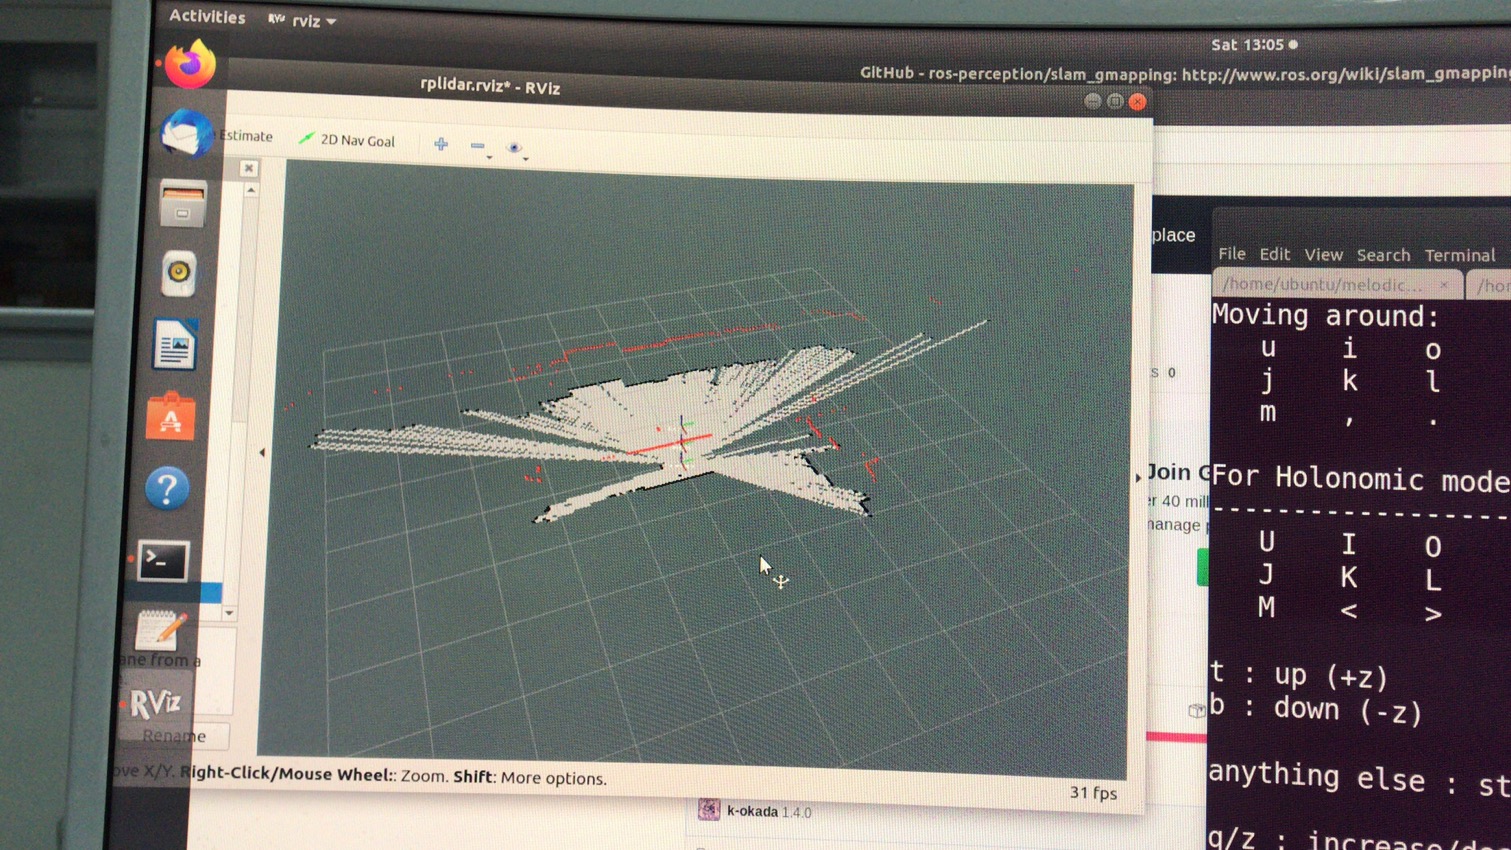 Activities
RViz rviz
Sat 13:05
GitHub - ros-perception/slam_gmapping: http://www.ros.org/wiki/slam_gmapping
rplidar.rviz* - RViz
Estimate
2D Nav Goal
place
File Edit View Search Terminal
/home/ubuntu/melodic... ×
/hor
Moving around:
u i o
j k l
m , .
0
Join G
For Holonomic mode
er 40 mill
manage p
---------------
U I O
J K L
M < >
t : up (+z)
b : down (-z)
anything else : st
q/z : increase/dec
ane from a
RViz
Rename
ove X/Y. Right-Click/Mouse Wheel:: Zoom. Shift: More options.
31 fps
k-okada 1.4.0